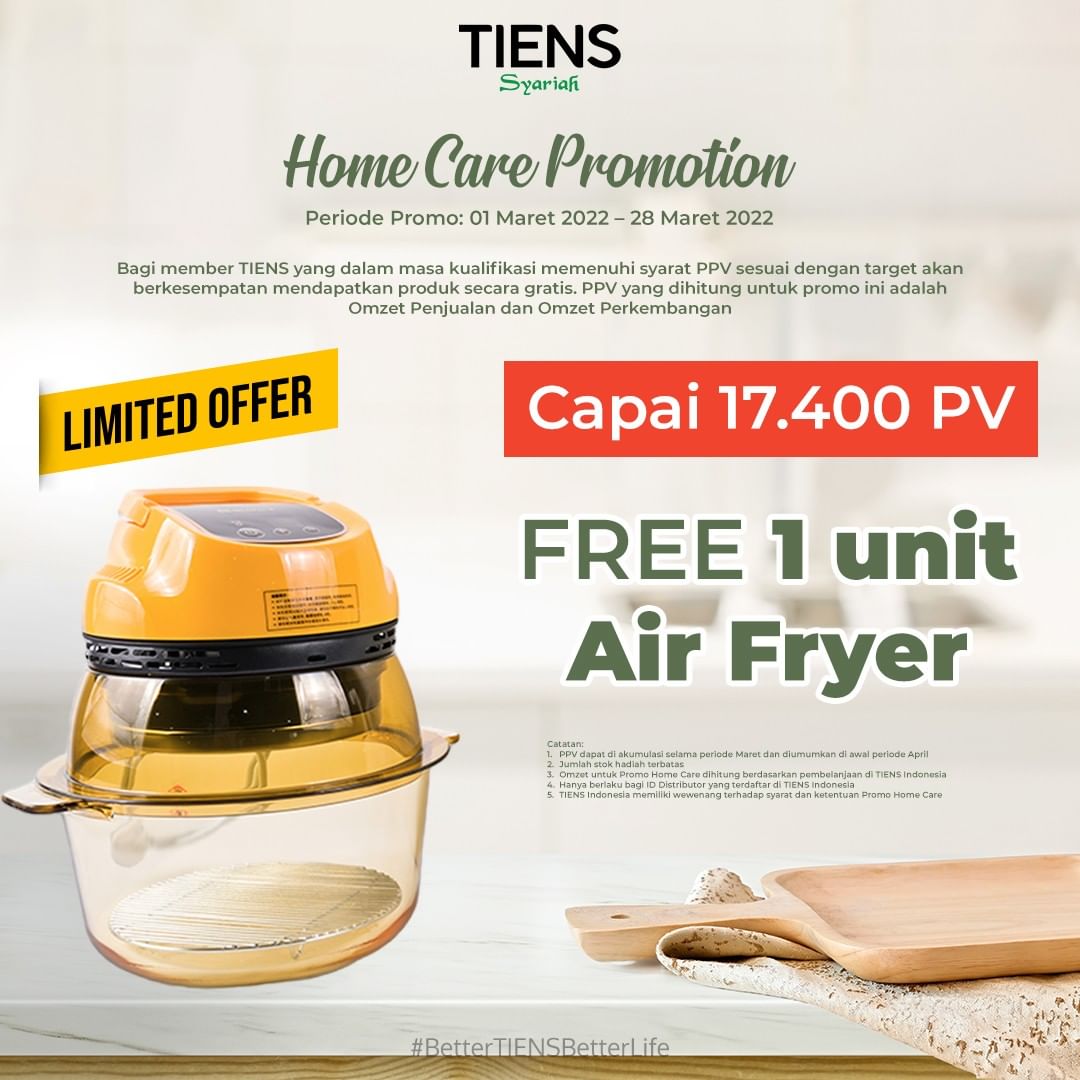 TIENS
Syariah
Home Care Promotion
Periode Promo: 01 Maret 2022 – 28 Maret 2022
Bagi member TIENS yang dalam masa kualifikasi memenuhi syarat PPV sesuai dengan target akan
berkesempatan mendapatkan produk secara gratis. PPV yang dihitung untuk promo ini adalah
Omzet Penjualan dan Omzet Perkembangan
LIMITED OFFER
Capai 17.400 PV
FREE 1 unit
Air Fryer
Catatan:
1. PPV dapat di akumulasi selama periode Maret dan diumumkan di awal periode April
2. Jumlah stok hadiah terbatas
3. Omzet untuk Promo Home Care dihitung berdasarkan pembelanjaan di TIENS Indonesia
4. Hanya berlaku bagi ID Distributor yang terdaftar di TIENS Indonesia
5. TIENS Indonesia memiliki wewenang terhadap syarat dan ketentuan Promo Home Care
#BetterTIENSBetterLife